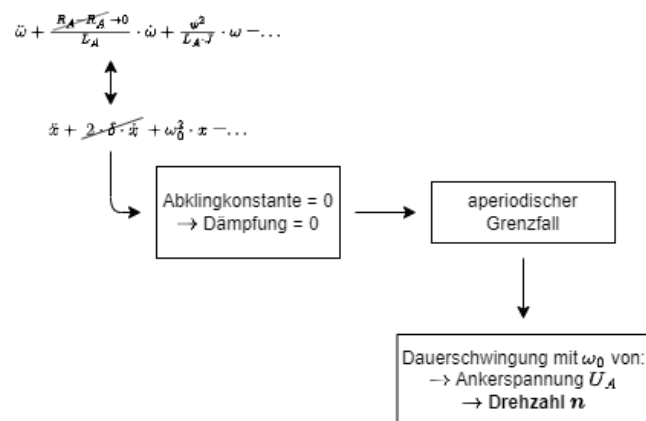 ω̈ + (R_A − R_A → 0)/L_A · ω̇ + ψ²/(L_A·J) · ω = ...
ẍ + 2 · δ · ẋ + ω₀² · x = ...
Abklingkonstante = 0
→ Dämpfung = 0
aperiodischer
Grenzfall
Dauerschwingung mit ω₀ von:
→ Ankerspannung U_A
→ Drehzahl n